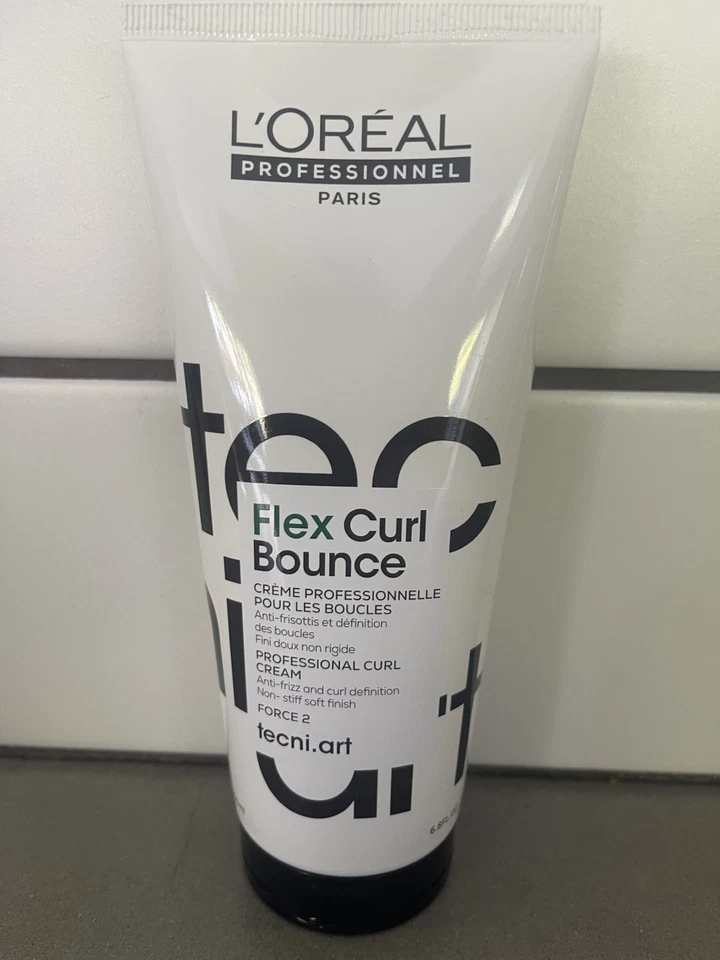 L'ORÉAL
PROFESSIONNEL
PARIS
tec
Flex Curl
Bounce
CRÈME PROFESSIONNELLE
POUR LES BOUCLES
Anti-frisottis et définition
des boucles
Fini doux non rigide
PROFESSIONAL CURL
CREAM
Anti-frizz and curl definition
Non- stiff soft finish
FORCE 2
tecni.art